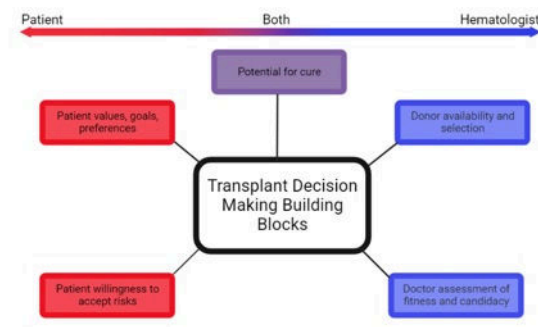 Patient Both Hematologist
Potential for cure
Patient values, goals,
preferences
Donor availability and
selection
Transplant Decision
Making Building
Blocks
Patient willingness to
accept risks
Doctor assessment of
fitness and candidacy